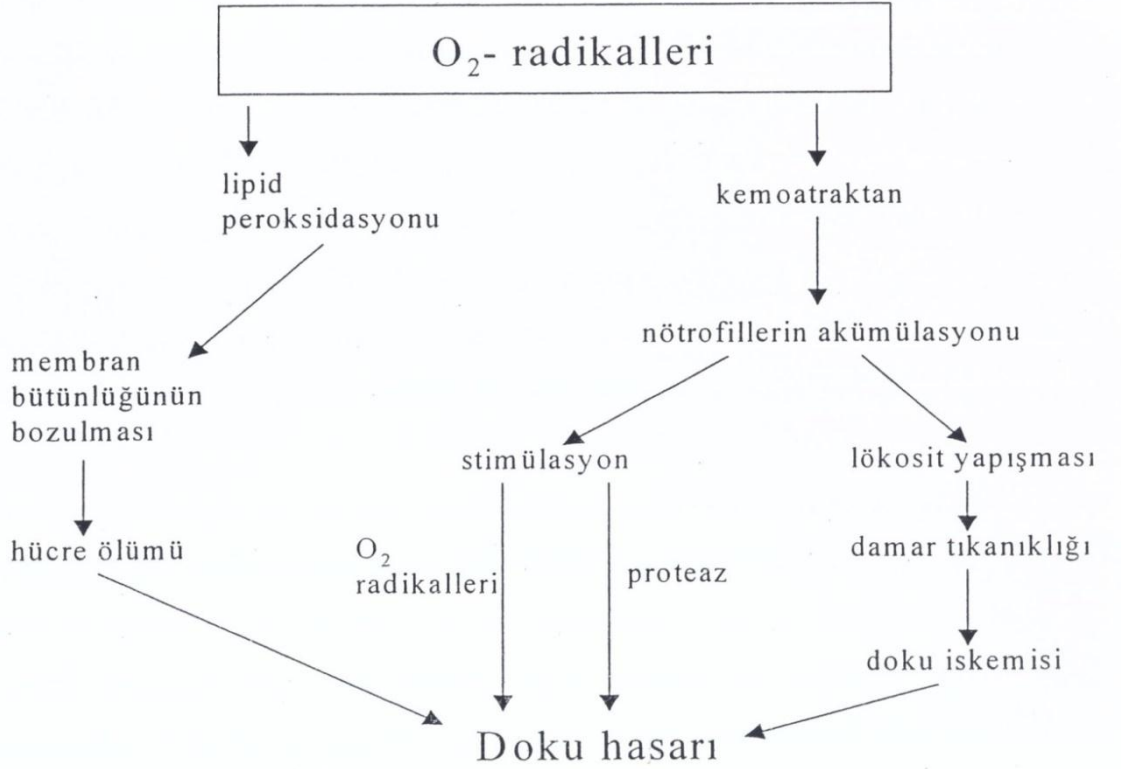 O₂- radikalleri
lipid
peroksidasyonu
kemoatraktan
nötrofillerin akümülasyonu
membran
bütünlüğünün
bozulması
stimülasyon
lökosit yapışması
hücre ölümü
O₂
radikalleri
proteaz
damar tıkanıklığı
doku iskemisi
Doku hasarı